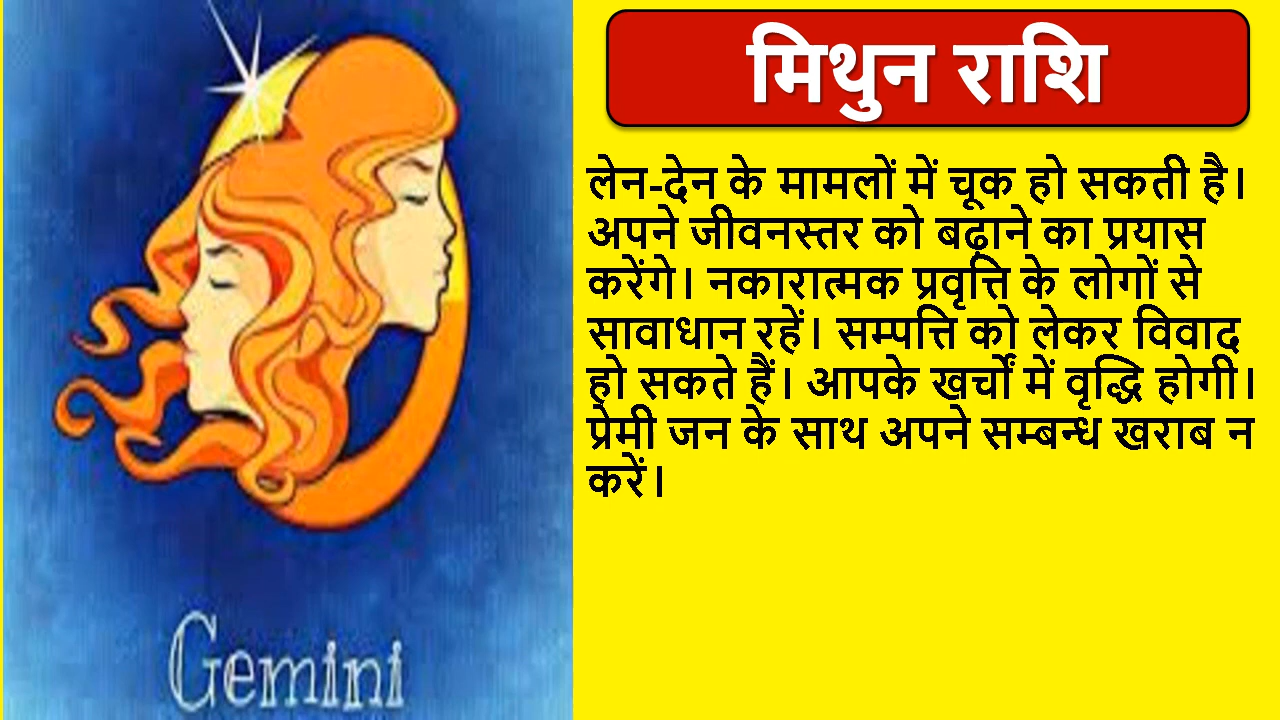 मिथुन राशि
लेन-देन के मामलों में चूक हो सकती है।
अपने जीवनस्तर को बढ़ाने का प्रयास
करेंगे। नकारात्मक प्रवृत्ति के लोगों से
सावाधान रहें। सम्पत्ति को लेकर विवाद
हो सकते हैं। आपके खर्चों में वृद्धि होगी।
प्रेमी जन के साथ अपने सम्बन्ध खराब न
करें।
Gemini